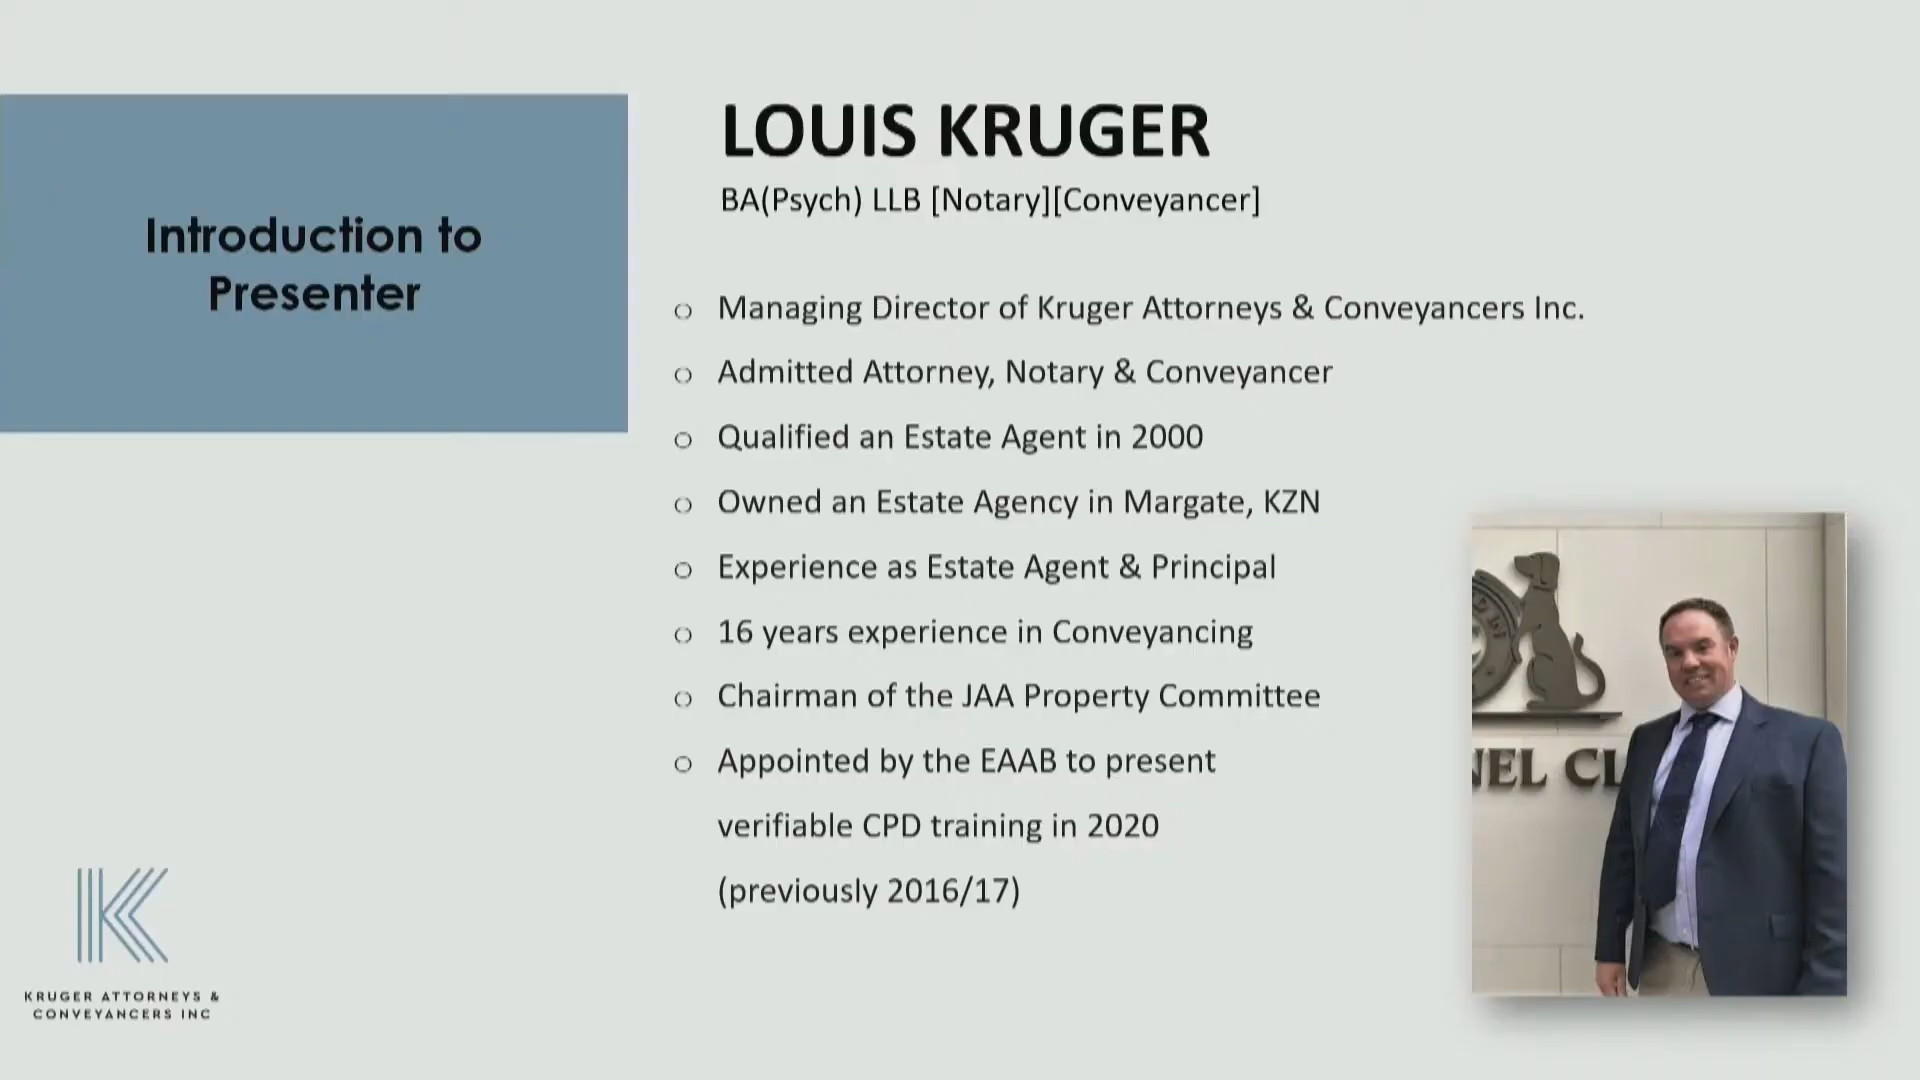 Introduction to
Presenter
LOUIS KRUGER
BA(Psych) LLB [Notary][Conveyancer]
o Managing Director of Kruger Attorneys & Conveyancers Inc.
o Admitted Attorney, Notary & Conveyancer
o Qualified an Estate Agent in 2000
o Owned an Estate Agency in Margate, KZN
o Experience as Estate Agent & Principal
o 16 years experience in Conveyancing
o Chairman of the JAA Property Committee
o Appointed by the EAAB to present
verifiable CPD training in 2020
(previously 2016/17)
NEL CL
KRUGER ATTORNEYS &
CONVEYANCERS INC